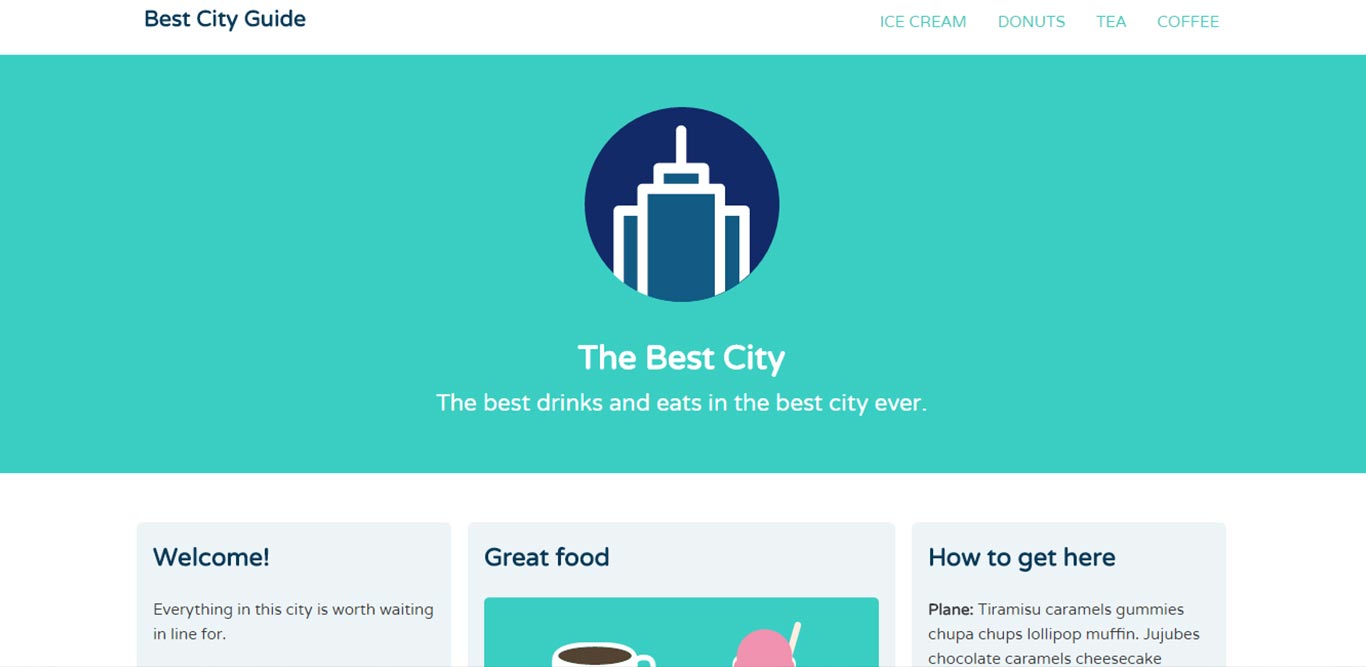 Best City Guide
ICE CREAM DONUTS TEA COFFEE
The Best City
The best drinks and eats in the best city ever.
Welcome!
Everything in this city is worth waiting
in line for.
Great food
How to get here
Plane: Tiramisu caramels gummies
chupa chups lollipop muffin. Jujubes
chocolate caramels cheesecake